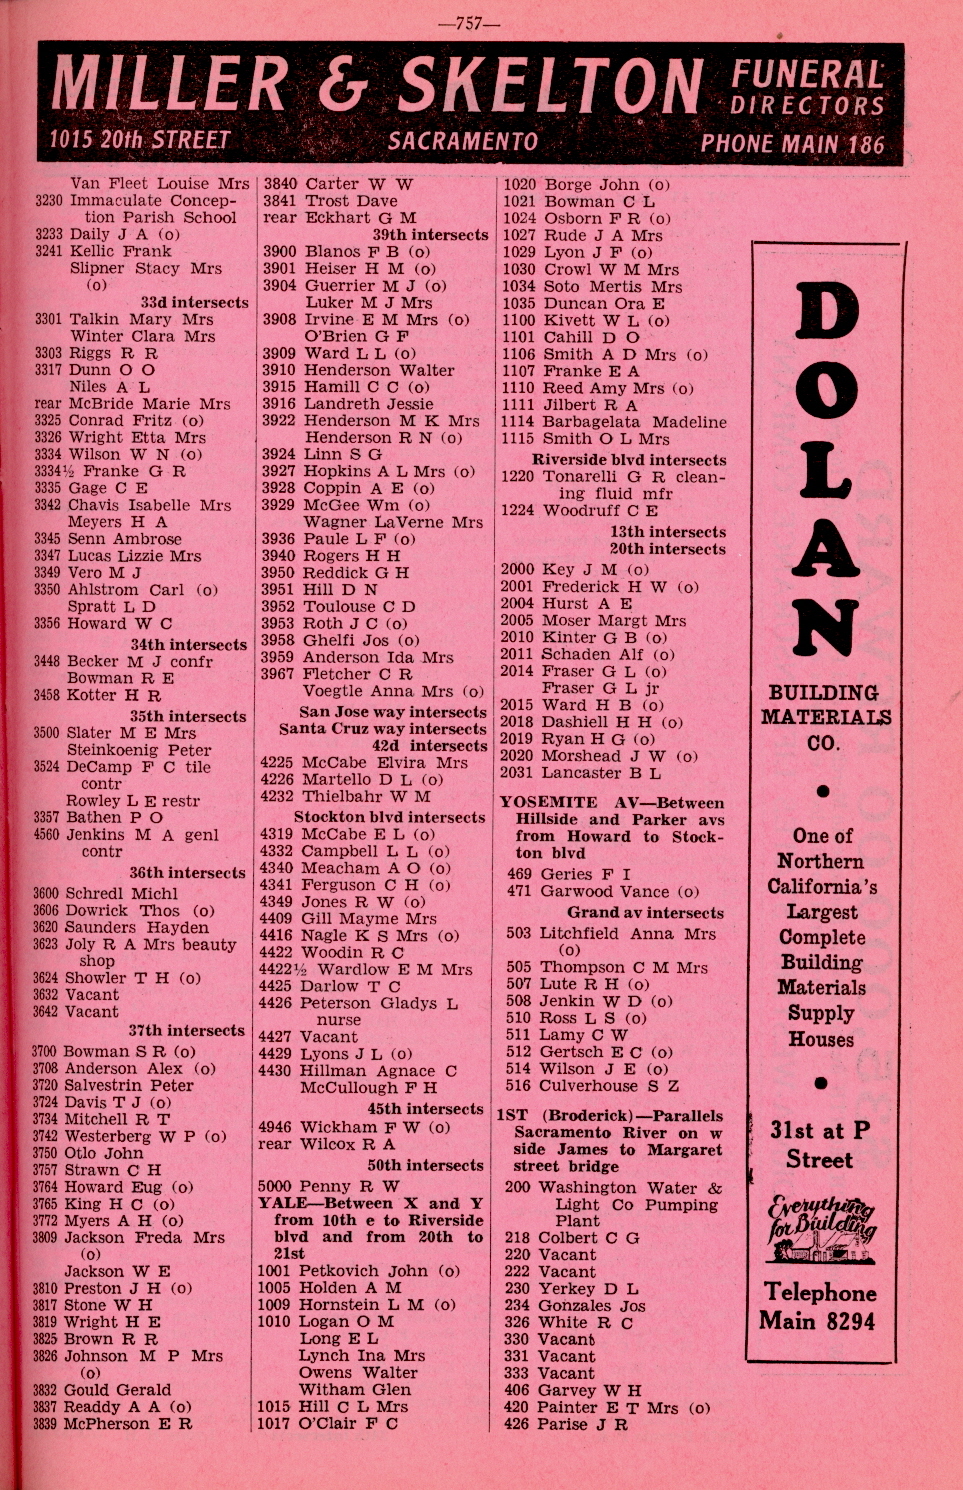 —757—
MILLER & SKELTON FUNERAL DIRECTORS
1015 20th STREET SACRAMENTO PHONE MAIN 186
Van Fleet Louise Mrs
3230 Immaculate Concep-
tion Parish School
3233 Daily J A (o)
3241 Kellic Frank
Slipner Stacy Mrs
(o)
33d intersects
3301 Talkin Mary Mrs
Winter Clara Mrs
3303 Riggs R R
3317 Dunn O O
Niles A L
rear McBride Marie Mrs
3325 Conrad Fritz (o)
3326 Wright Etta Mrs
3334 Wilson W N (o)
3334½ Franke G R
3335 Gage C E
3342 Chavis Isabelle Mrs
Meyers H A
3345 Senn Ambrose
3347 Lucas Lizzie Mrs
3349 Vero M J
3350 Ahlstrom Carl (o)
Spratt L D
3356 Howard W C
34th intersects
3448 Becker M J confr
Bowman R E
3458 Kotter H R
35th intersects
3500 Slater M E Mrs
Steinkoenig Peter
3524 DeCamp F C tile
contr
Rowley L E restr
3357 Bathen P O
4560 Jenkins M A genl
contr
36th intersects
3600 Schredl Michl
3606 Dowrick Thos (o)
3620 Saunders Hayden
3623 Joly R A Mrs beauty
shop
3624 Showler T H (o)
3632 Vacant
3642 Vacant
37th intersects
3700 Bowman S R (o)
3708 Anderson Alex (o)
3720 Salvestrin Peter
3724 Davis T J (o)
3734 Mitchell R T
3742 Westerberg W P (o)
3750 Otlo John
3757 Strawn C H
3764 Howard Eug (o)
3765 King H C (o)
3772 Myers A H (o)
3809 Jackson Freda Mrs
(o)
Jackson W E
3810 Preston J H (o)
3817 Stone W H
3819 Wright H E
3825 Brown R R
3826 Johnson M P Mrs
(o)
3832 Gould Gerald
3837 Readdy A A (o)
3839 McPherson E R
3840 Carter W W
3841 Trost Dave
rear Eckhart G M
39th intersects
3900 Blanos F B (o)
3901 Heiser H M (o)
3904 Guerrier M J (o)
Luker M J Mrs
3908 Irvine E M Mrs (o)
O'Brien G F
3909 Ward L L (o)
3910 Henderson Walter
3915 Hamill C C (o)
3916 Landreth Jessie
3922 Henderson M K Mrs
Henderson R N (o)
3924 Linn S G
3927 Hopkins A L Mrs (o)
3928 Coppin A E (o)
3929 McGee Wm (o)
Wagner LaVerne Mrs
3936 Paule L F (o)
3940 Rogers H H
3950 Reddick G H
3951 Hill D N
3952 Toulouse C D
3953 Roth J C (o)
3958 Ghelfi Jos (o)
3959 Anderson Ida Mrs
3967 Fletcher C R
Voegtle Anna Mrs (o)
San Jose way intersects
Santa Cruz way intersects
42d intersects
4225 McCabe Elvira Mrs
4226 Martello D L (o)
4232 Thielbahr W M
Stockton blvd intersects
4319 McCabe E L (o)
4332 Campbell L L (o)
4340 Meacham A O (o)
4341 Ferguson C H (o)
4349 Jones R W (o)
4409 Gill Mayme Mrs
4416 Nagle K S Mrs (o)
4422 Woodin R C
4422½ Wardlow E M Mrs
4425 Darlow T C
4426 Peterson Gladys L
nurse
4427 Vacant
4429 Lyons J L (o)
4430 Hillman Agnace C
McCullough F H
45th intersects
4946 Wickham F W (o)
rear Wilcox R A
50th intersects
5000 Penny R W
YALE—Between X and Y
from 10th e to Riverside
blvd and from 20th to
21st
1001 Petkovich John (o)
1005 Holden A M
1009 Hornstein L M (o)
1010 Logan O M
Long E L
Lynch Ina Mrs
Owens Walter
Witham Glen
1015 Hill C L Mrs
1017 O'Clair F C
1020 Borge John (o)
1021 Bowman C L
1024 Osborn F R (o)
1027 Rude J A Mrs
1029 Lyon J F (o)
1030 Crowl W M Mrs
1034 Soto Mertis Mrs
1035 Duncan Ora E
1100 Kivett W L (o)
1101 Cahill D O
1106 Smith A D Mrs (o)
1107 Franke E A
1110 Reed Amy Mrs (o)
1111 Jilbert R A
1114 Barbagelata Madeline
1115 Smith O L Mrs
Riverside blvd intersects
1220 Tonarelli G R clean-
ing fluid mfr
1224 Woodruff C E
13th intersects
20th intersects
2000 Key J M (o)
2001 Frederick H W (o)
2004 Hurst A E
2005 Moser Margt Mrs
2010 Kinter G B (o)
2011 Schaden Alf (o)
2014 Fraser G L (o)
Fraser G L jr
2015 Ward H B (o)
2018 Dashiell H H (o)
2019 Ryan H G (o)
2020 Morshead J W (o)
2031 Lancaster B L
YOSEMITE AV—Between
Hillside and Parker avs
from Howard to Stock-
ton blvd
469 Geries F I
471 Garwood Vance (o)
Grand av intersects
503 Litchfield Anna Mrs
(o)
505 Thompson C M Mrs
507 Lute R H (o)
508 Jenkin W D (o)
510 Ross L S (o)
511 Lamy C W
512 Gertsch E C (o)
514 Wilson J E (o)
516 Culverhouse S Z
1ST (Broderick)—Parallels
Sacramento River on w
side James to Margaret
street bridge
200 Washington Water &
Light Co Pumping
Plant
218 Colbert C G
220 Vacant
222 Vacant
230 Yerkey D L
234 Gonzales Jos
326 White R C
330 Vacant
331 Vacant
333 Vacant
406 Garvey W H
420 Painter E T Mrs (o)
426 Parise J R
DOLAN
BUILDING
MATERIALS
CO.
One of
Northern
California's
Largest
Complete
Building
Materials
Supply
Houses
31st at P
Street
Everything
for Building
Telephone
Main 8294